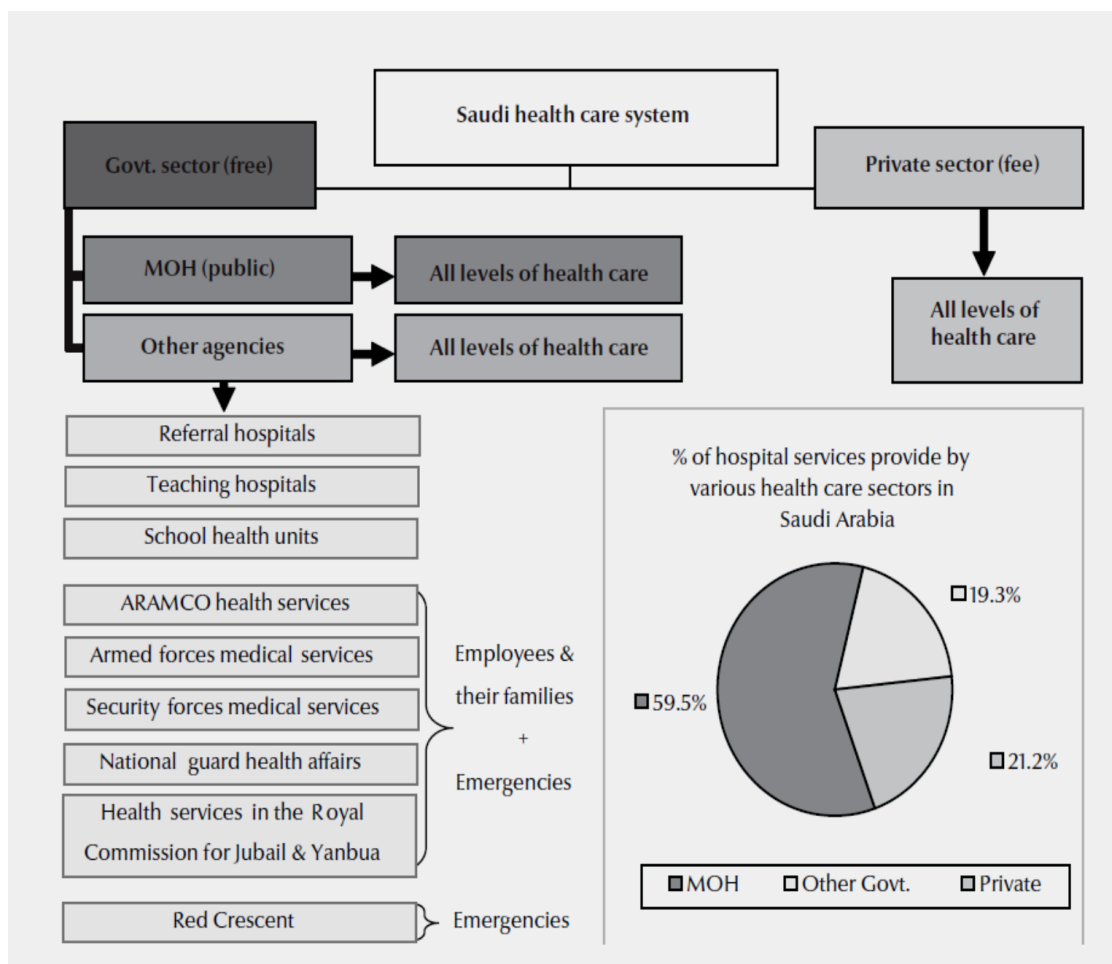 Saudi health care system
Govt. sector (free)
Private sector (fee)
MOH (public)
All levels of health care
Other agencies
All levels of health care
All levels of
health care
Referral hospitals
Teaching hospitals
School health units
ARAMCO health services
Armed forces medical services
Security forces medical services
National guard health affairs
Health services in the Royal
Commission for Jubail & Yanbua
Employees &
their families
+
Emergencies
Red Crescent
Emergencies
% of hospital services provide by
various health care sectors in
Saudi Arabia
19.3%
59.5%
21.2%
MOH
Other Govt.
Private